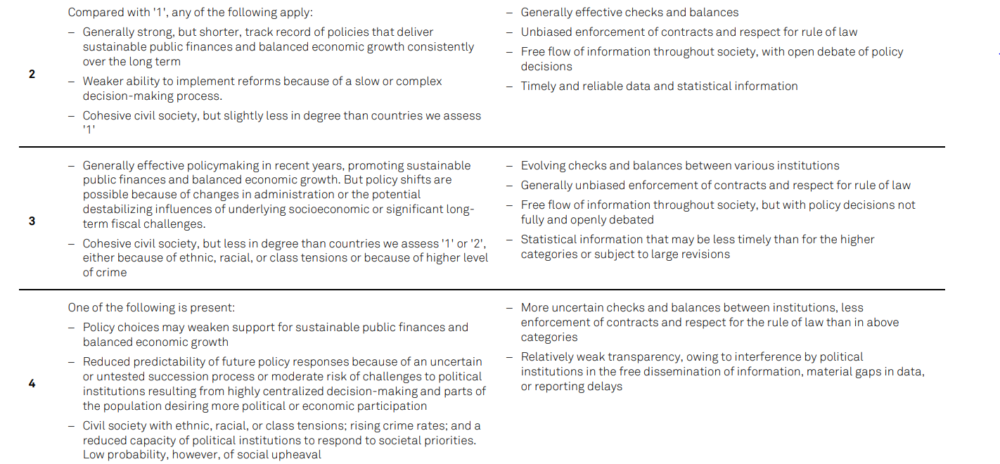 Compared with '1', any of the following apply:
– Generally strong, but shorter, track record of policies that deliver
sustainable public finances and balanced economic growth consistently
over the long term
2
– Weaker ability to implement reforms because of a slow or complex
decision-making process.
– Cohesive civil society, but slightly less in degree than countries we assess
'1'
– Generally effective checks and balances
– Unbiased enforcement of contracts and respect for rule of law
– Free flow of information throughout society, with open debate of policy
decisions
– Timely and reliable data and statistical information
– Generally effective policymaking in recent years, promoting sustainable
public finances and balanced economic growth. But policy shifts are
possible because of changes in administration or the potential
destabilizing influences of underlying socioeconomic or significant long-
term fiscal challenges.
3
– Cohesive civil society, but less in degree than countries we assess '1' or '2',
either because of ethnic, racial, or class tensions or because of higher level
of crime
– Evolving checks and balances between various institutions
– Generally unbiased enforcement of contracts and respect for rule of law
– Free flow of information throughout society, but with policy decisions not
fully and openly debated
– Statistical information that may be less timely than for the higher
categories or subject to large revisions
One of the following is present:
– Policy choices may weaken support for sustainable public finances and
balanced economic growth
– Reduced predictability of future policy responses because of an uncertain
or untested succession process or moderate risk of challenges to political
4
institutions resulting from highly centralized decision-making and parts of
the population desiring more political or economic participation
– Civil society with ethnic, racial, or class tensions; rising crime rates; and a
reduced capacity of political institutions to respond to societal priorities.
Low probability, however, of social upheaval
– More uncertain checks and balances between institutions, less
enforcement of contracts and respect for the rule of law than in above
categories
– Relatively weak transparency, owing to interference by political
institutions in the free dissemination of information, material gaps in data,
or reporting delays